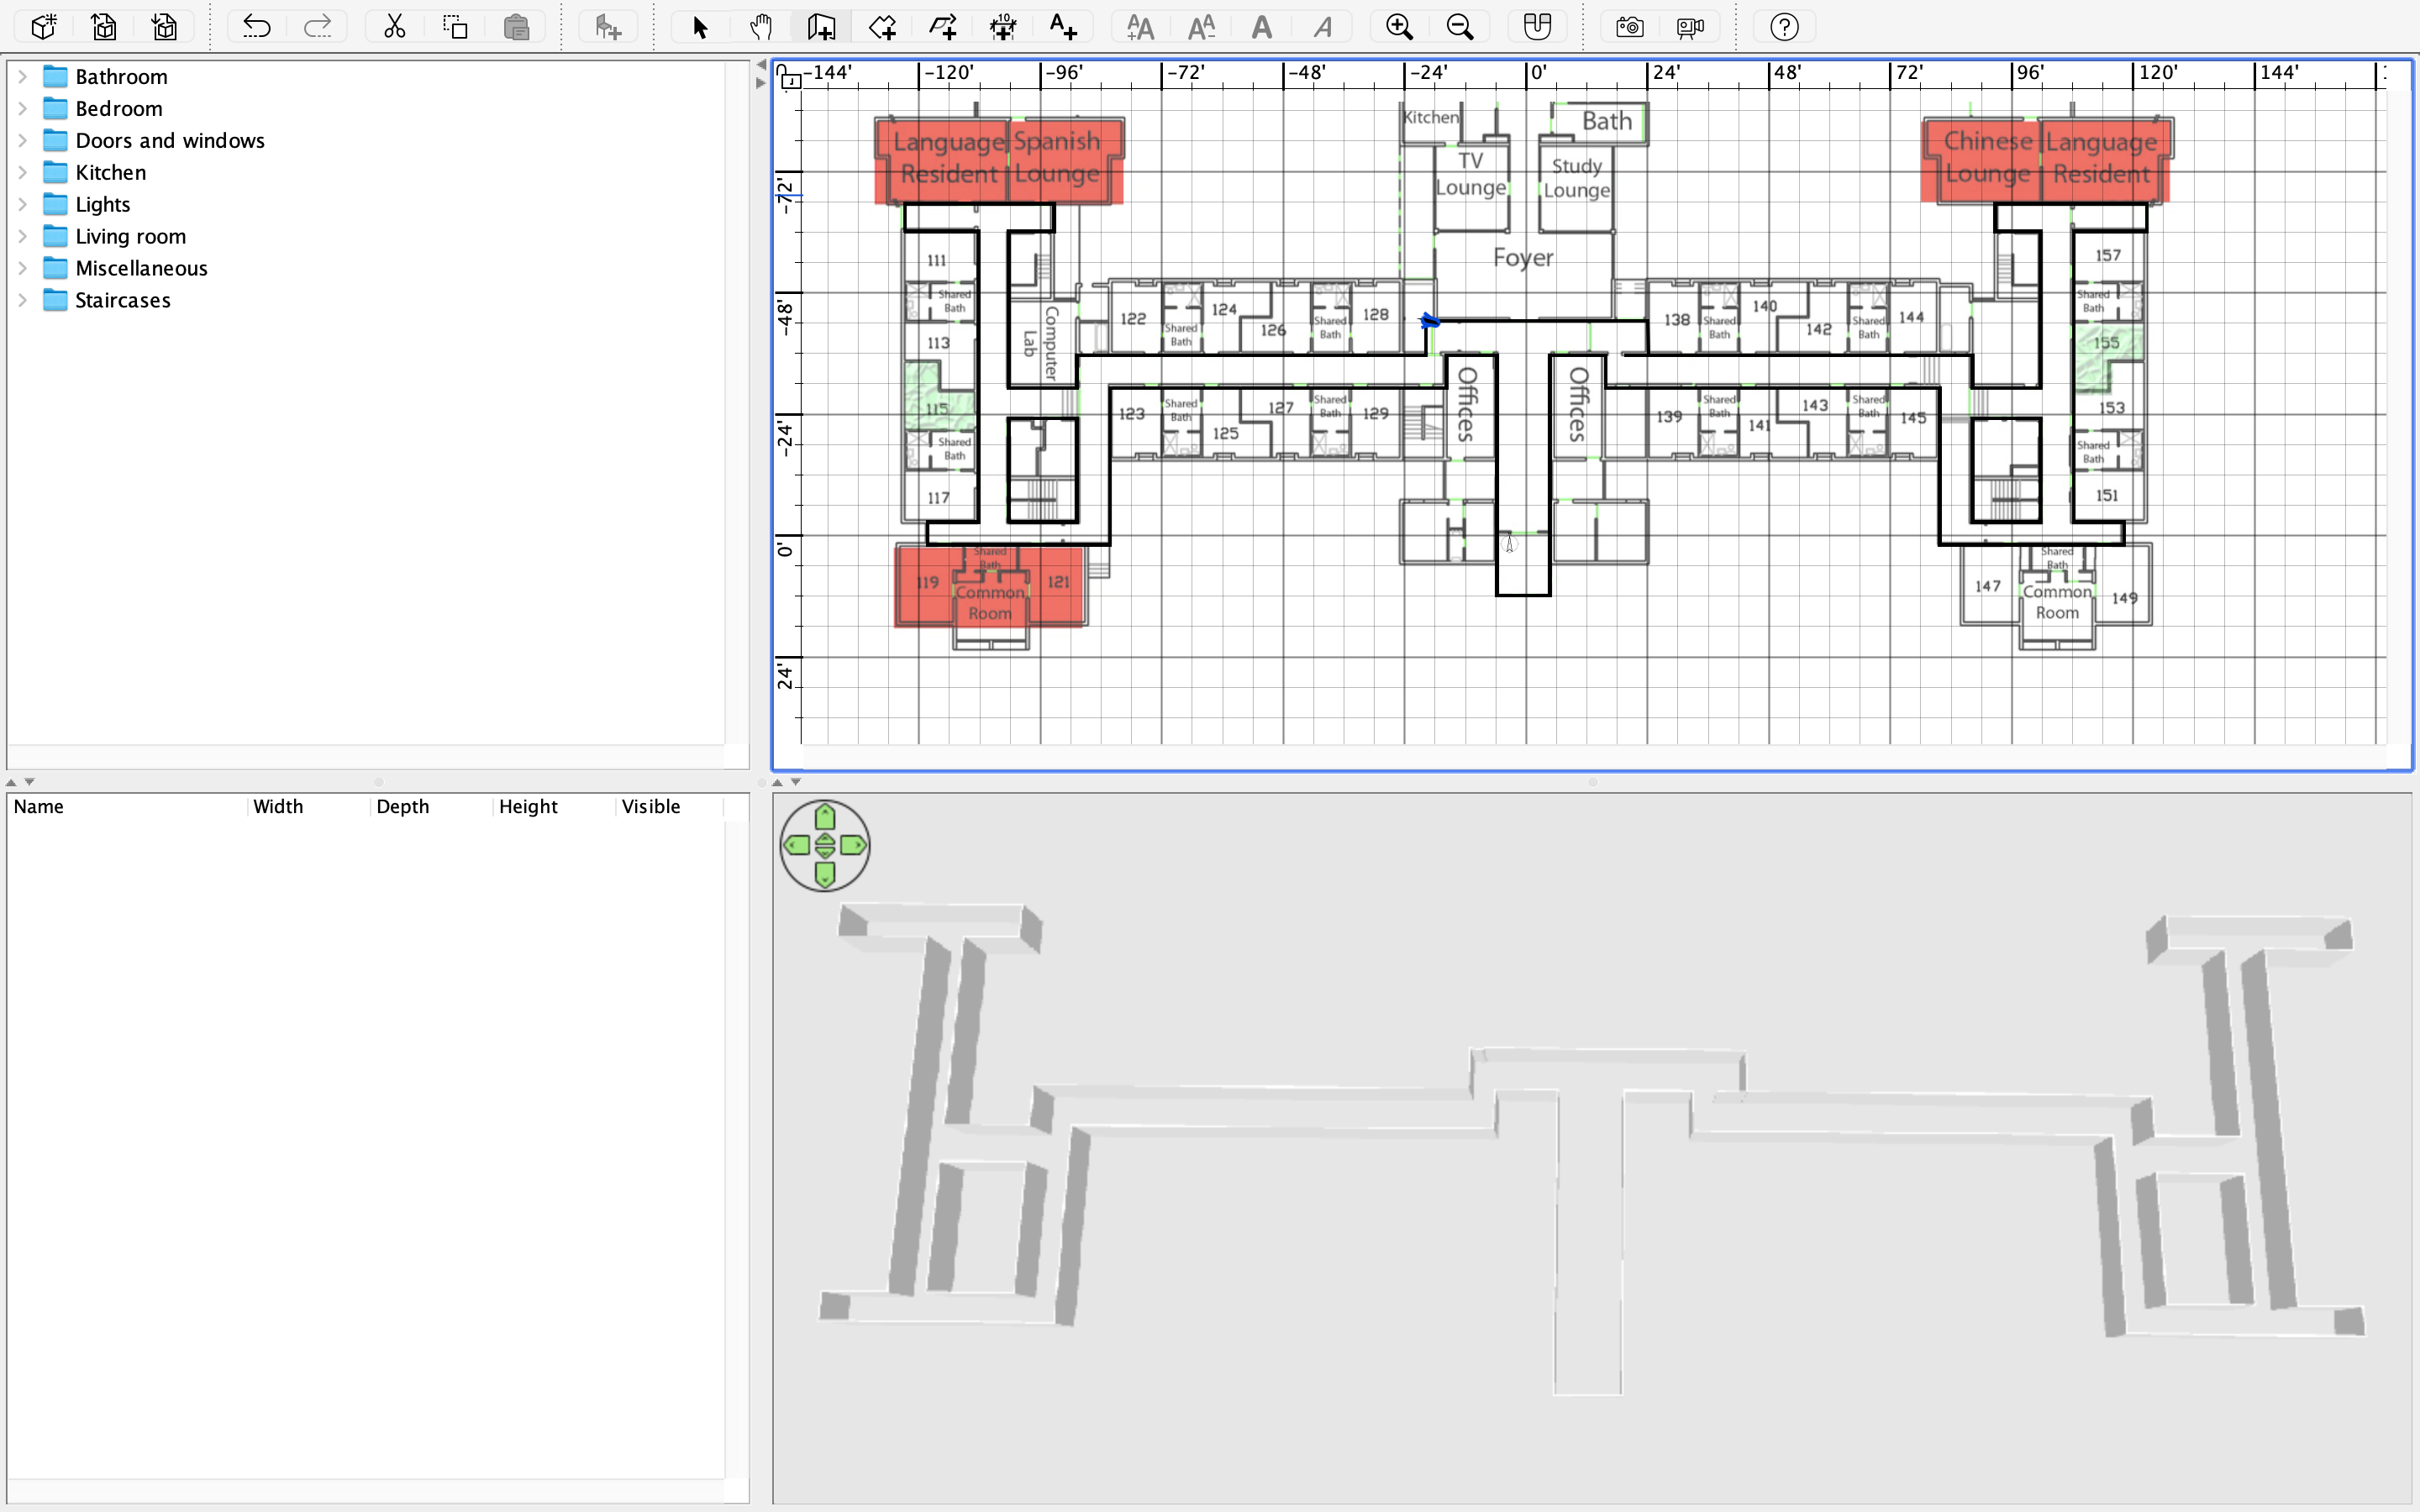 Bathroom
Bedroom
Doors and windows
Kitchen
Lights
Living room
Miscellaneous
Staircases
-144' -120' -96' -72' -48' -24' 0' 24' 48' 72' 96' 120' 144'
-72'
-48'
-24'
0'
24'
Language
Resident
Spanish
Lounge
Kitchen
TV
Lounge
Bath
Study
Lounge
Foyer
Chinese
Lounge
Language
Resident
111
Shared
Bath
113
115
Shared
Bath
117
Computer
Lab
122
Shared
Bath
124
126
Shared
Bath
128
138
Shared
Bath
140
142
Shared
Bath
144
157
Shared
Bath
155
153
Shared
Bath
151
123
Shared
Bath
125
127
Shared
Bath
129
Offices
Offices
139
Shared
Bath
141
143
Shared
Bath
145
119
Shared
Bath
Common
Room
121
147
Shared
Bath
Common
Room
149
Name Width Depth Height Visible